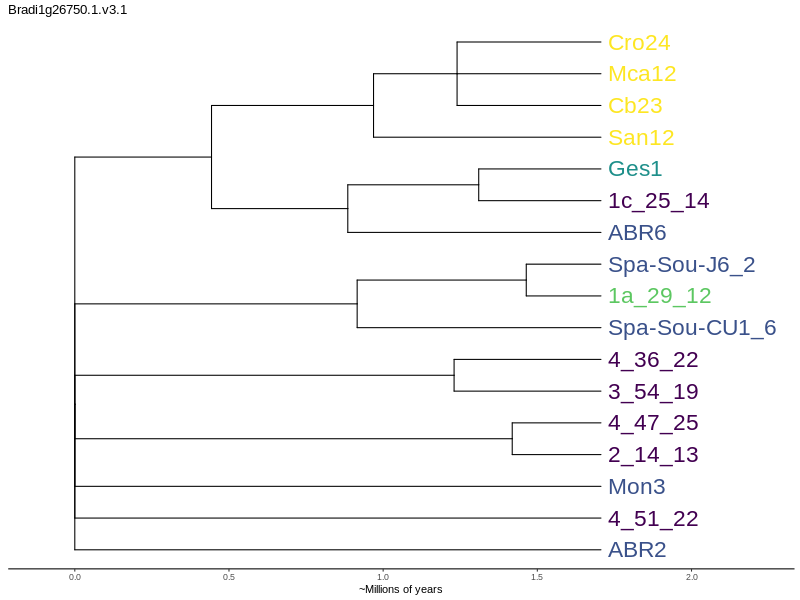 Bradi1g26750.1.v3.1
Cro24
Mca12
Cb23
San12
Ges1
1c_25_14
ABR6
Spa-Sou-J6_2
1a_29_12
Spa-Sou-CU1_6
4_36_22
3_54_19
4_47_25
2_14_13
Mon3
4_51_22
ABR2
0.0 0.5 1.0 1.5 2.0
~Millions of years